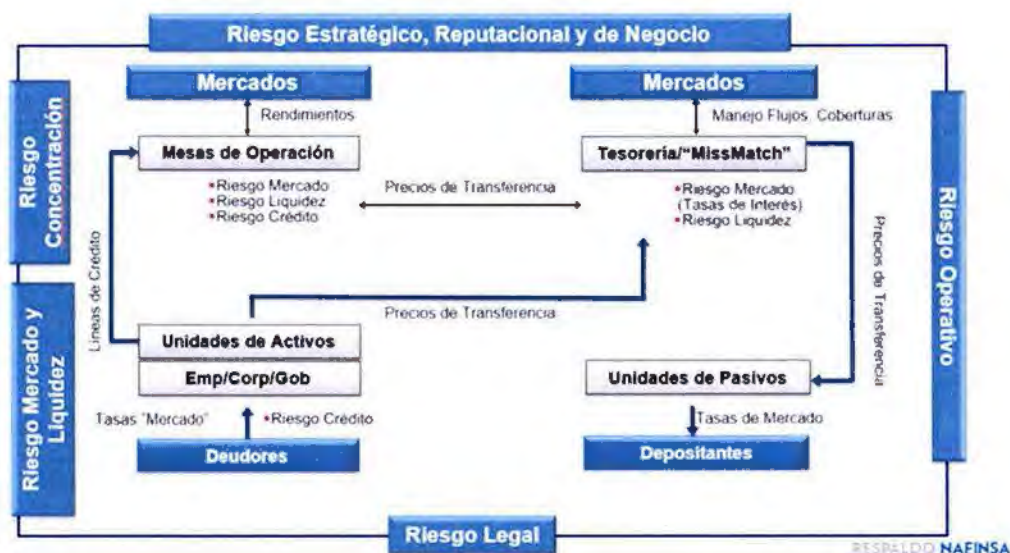 Riesgo Estratégico, Reputacional y de Negocio
Mercados
Mercados
Rendimientos
Manejo Flujos, Coberturas
Mesas de Operación
Tesorería/"MissMatch"
Riesgo
Concentración
•Riesgo Mercado
•Riesgo Liquidez
•Riesgo Crédito
Precios de Transferencia
•Riesgo Mercado
(Tasas de Interés)
•Riesgo Liquidez
Líneas de Crédito
Precios de Transferencia
Riesgo Operativo
Precios de Transferencia
Riesgo Mercado y
Liquidez
Unidades de Activos
Emp/Corp/Gob
Unidades de Pasivos
Tasas "Mercado"
•Riesgo Crédito
Tasas de Mercado
Deudores
Depositantes
Riesgo Legal
RESPALDO NAFINSA